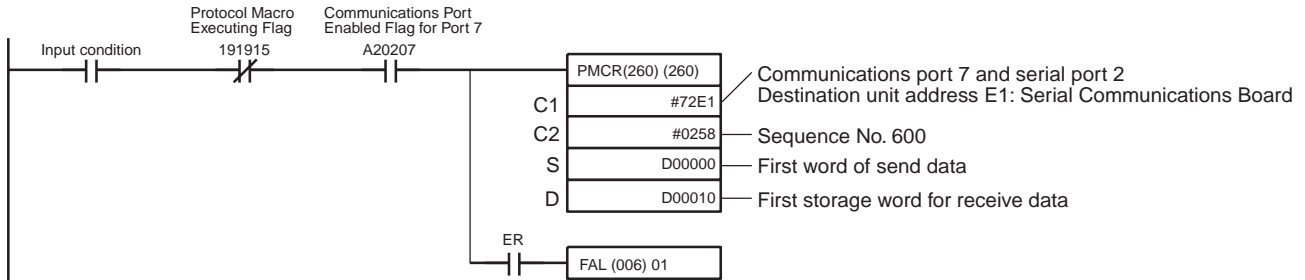 Protocol Macro
Executing Flag
191915
Communications Port
Enabled Flag for Port 7
A20207
Input condition
PMCR(260) (260)
C1 #72E1
Communications port 7 and serial port 2
Destination unit address E1: Serial Communications Board
C2 #0258 Sequence No. 600
S D00000 First word of send data
D D00010 First storage word for receive data
ER
FAL (006) 01